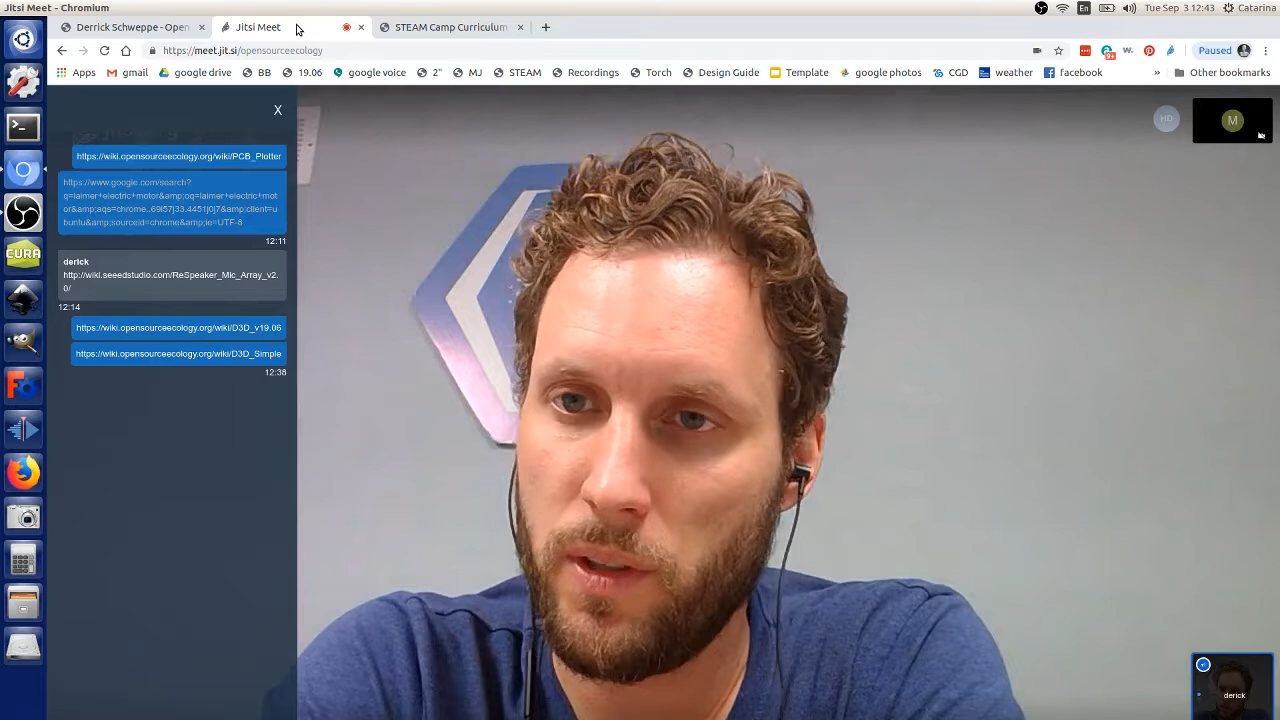 Jitsi Meet - Chromium
En
Tue Sep 3 12:43
Catarina
Derrick Schweppe - Open
Jitsi Meet
STEAM Camp Curriculum
https://meet.jit.si/opensourceecology
9+
w.
Paused
Apps
gmail
google drive
BB
19.06
google voice
2"
MJ
STEAM
Recordings
Torch
Design Guide
Template
google photos
CGD
weather
facebook
»
Other bookmarks
X
HD
M
https://wiki.opensourceecology.org/wiki/PCB_Plotter
https://www.google.com/search?
q=laimer+electric+motor&amp;oq=laimer+electric+mot
or&amp;aqs=chrome..69i57j33.4451j0j7&amp;client=u
buntu&amp;sourceid=chrome&amp;ie=UTF-8
12:11
derick
http://wiki.seeedstudio.com/ReSpeaker_Mic_Array_v2.
0/
12:14
https://wiki.opensourceecology.org/wiki/D3D_v19.06
https://wiki.opensourceecology.org/wiki/D3D_Simple
12:38
CURA
derick